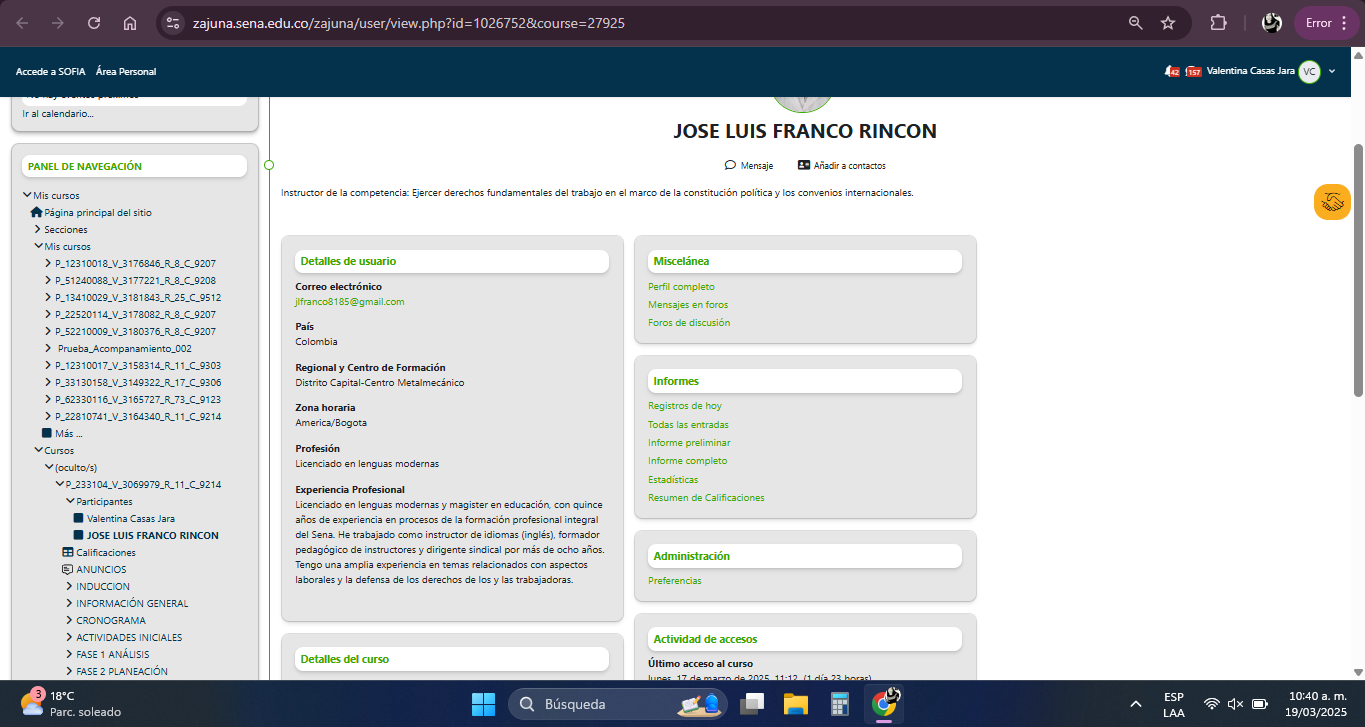 zajuna.sena.edu.co/zajuna/user/view.php?id=1026752&course=27925
Error
Accede a SOFIA Área Personal
42 157 Valentina Casas Jara VC
Ir al calendario...
PANEL DE NAVEGACIÓN
Mis cursos
Página principal del sitio
Secciones
Mis cursos
P_12310018_V_3176846_R_8_C_9207
P_51240088_V_3177221_R_8_C_9208
P_13410029_V_3181843_R_25_C_9512
P_22520114_V_3178082_R_8_C_9207
P_52210009_V_3180376_R_8_C_9207
Prueba_Acompanamiento_002
P_12310017_V_3158314_R_11_C_9303
P_33130158_V_3149322_R_17_C_9306
P_62330116_V_3165727_R_73_C_9123
P_22810741_V_3164340_R_11_C_9214
Más ...
Cursos
(oculto/s)
P_233104_V_3069979_R_11_C_9214
Participantes
Valentina Casas Jara
JOSE LUIS FRANCO RINCON
Calificaciones
ANUNCIOS
INDUCCION
INFORMACIÓN GENERAL
CRONOGRAMA
ACTIVIDADES INICIALES
FASE 1 ANÁLISIS
FASE 2 PLANEACIÓN
JOSE LUIS FRANCO RINCON
Mensaje Añadir a contactos
Instructor de la competencia: Ejercer derechos fundamentales del trabajo en el marco de la constitución política y los convenios internacionales.
Detalles de usuario
Correo electrónico
jlfranco8185@gmail.com
País
Colombia
Regional y Centro de Formación
Distrito Capital-Centro Metalmecánico
Zona horaria
America/Bogota
Profesión
Licenciado en lenguas modernas
Experiencia Profesional
Licenciado en lenguas modernas y magister en educación, con quince
años de experiencia en procesos de la formación profesional integral
del Sena. He trabajado como instructor de idiomas (inglés), formador
pedagógico de instructores y dirigente sindical por más de ocho años.
Tengo una amplia experiencia en temas relacionados con aspectos
laborales y la defensa de los derechos de los y las trabajadoras.
Detalles del curso
Miscelánea
Perfil completo
Mensajes en foros
Foros de discusión
Informes
Registros de hoy
Todas las entradas
Informe preliminar
Informe completo
Estadísticas
Resumen de Calificaciones
Administración
Preferencias
Actividad de accesos
Último acceso al curso
lunes, 17 de marzo de 2025, 11:12 (1 día 23 horas)
3
18°C
Parc. soleado
Búsqueda
ESP
LAA
10:40 a. m.
19/03/2025